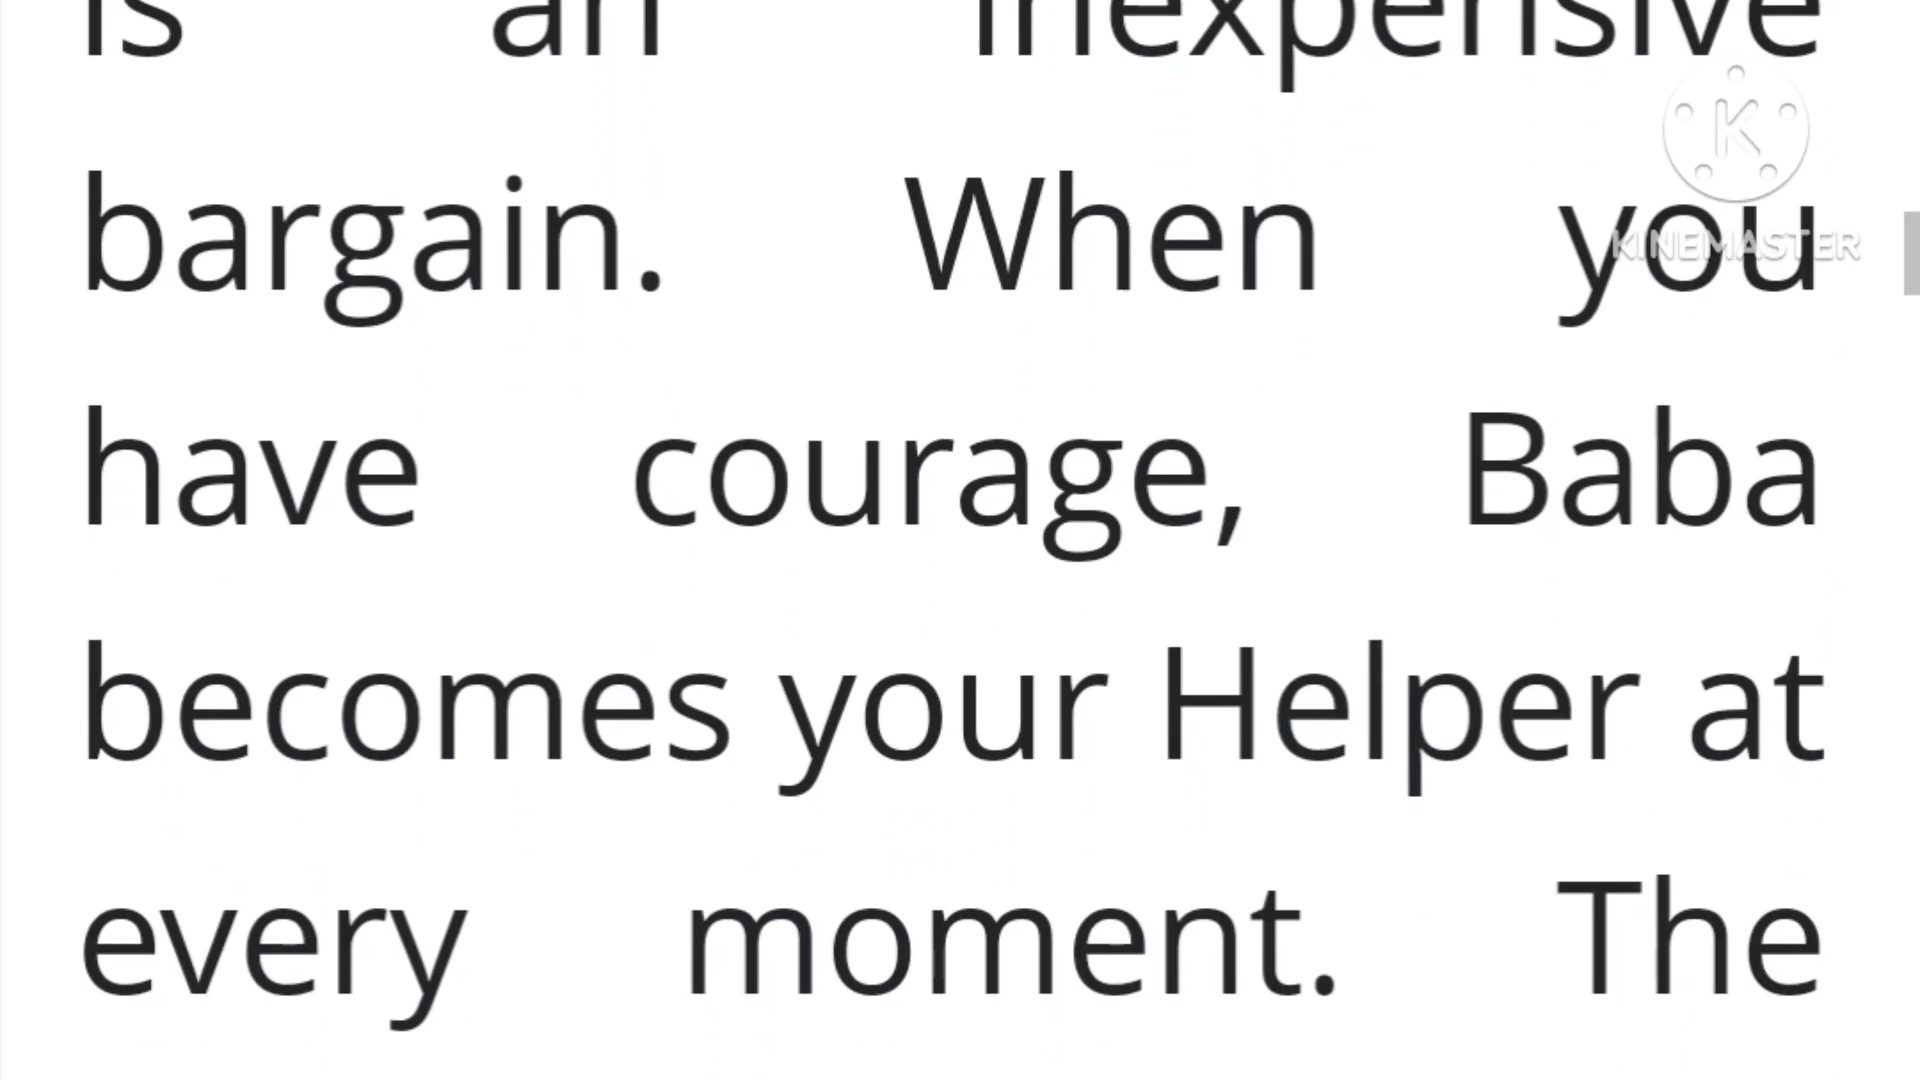 is an inexpensive
bargain. When you
KINEMASTER
have courage, Baba
becomes your Helper at
every moment. The